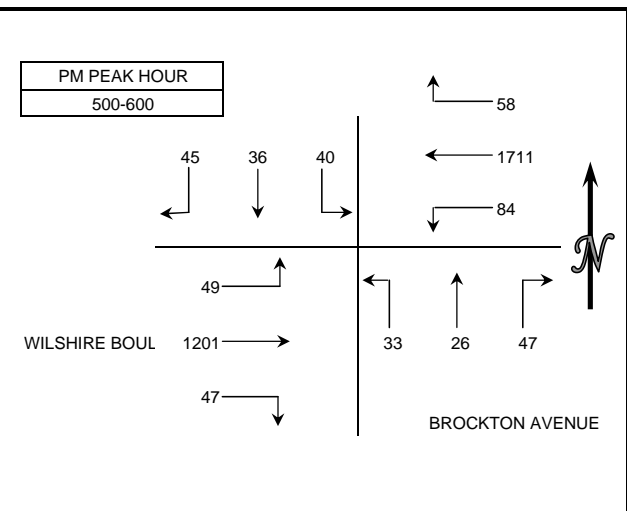 PM PEAK HOUR
500-600
58
45 36 40
1711
84
49
N
WILSHIRE BOUL 1201
33 26 47
47
BROCKTON AVENUE